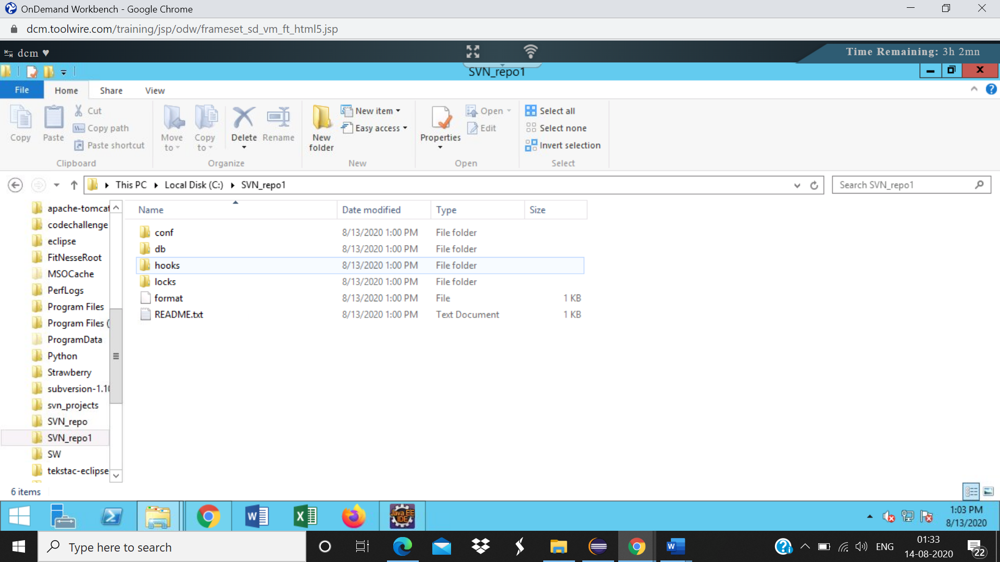 OnDemand Workbench - Google Chrome
dcm.toolwire.com/training/jsp/odw/frameset_sd_vm_ft_html5.jsp
dcm ♥
Time Remaining: 3h 2mn
SVN_repo1
File Home Share View
Copy
Paste
Cut
Copy path
Paste shortcut
Clipboard
Move to
Copy to
Delete
Rename
Organize
New folder
New item
Easy access
New
Properties
Open
Edit
Open
Select all
Select none
Invert selection
Select
This PC Local Disk (C:) SVN_repo1
Search SVN_repo1
apache-tomcat
codechallenge
eclipse
FitNesseRoot
MSOCache
PerfLogs
Program Files
Program Files (
ProgramData
Python
Strawberry
subversion-1.10
svn_projects
SVN_repo
SVN_repo1
SW
tekstac-eclipse
Name Date modified Type Size
conf 8/13/2020 1:00 PM File folder
db 8/13/2020 1:00 PM File folder
hooks 8/13/2020 1:00 PM File folder
locks 8/13/2020 1:00 PM File folder
format 8/13/2020 1:00 PM File 1 KB
README.txt 8/13/2020 1:00 PM Text Document 1 KB
6 items
Java EE
IDE
1:03 PM
8/13/2020
Type here to search
ENG
01:33
14-08-2020
22